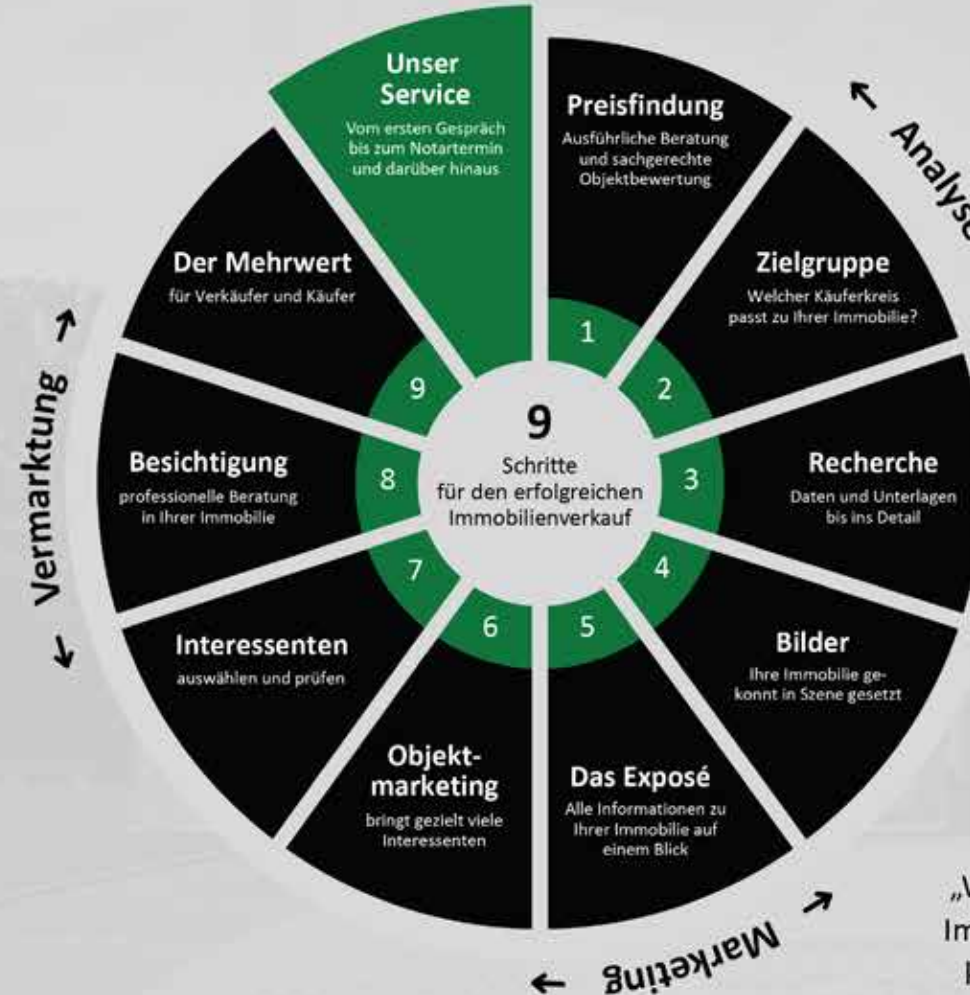 Unser
Service
Vom ersten Gespräch
bis zum Notartermin
und darüber hinaus
Preisfindung
Ausführliche Beratung
und sachgerechte
Objektbewertung
1
Zielgruppe
Welcher Käuferkreis
passt zu Ihrer Immobilie?
2
Recherche
Daten und Unterlagen
bis ins Detail
3
Bilder
Ihre Immobilie ge-
konnt in Szene gesetzt
4
Das Exposé
Alle Informationen zu
Ihrer Immobilie auf
einem Blick
5
Objekt-
marketing
bringt gezielt viele
Interessenten
6
Interessenten
auswählen und prüfen
7
Besichtigung
professionelle Beratung
in Ihrer Immobilie
8
Der Mehrwert
für Verkäufer und Käufer
9
9
Schritte
für den erfolgreichen
Immobilienverkauf
Analyse
Marketing
Vermarktung